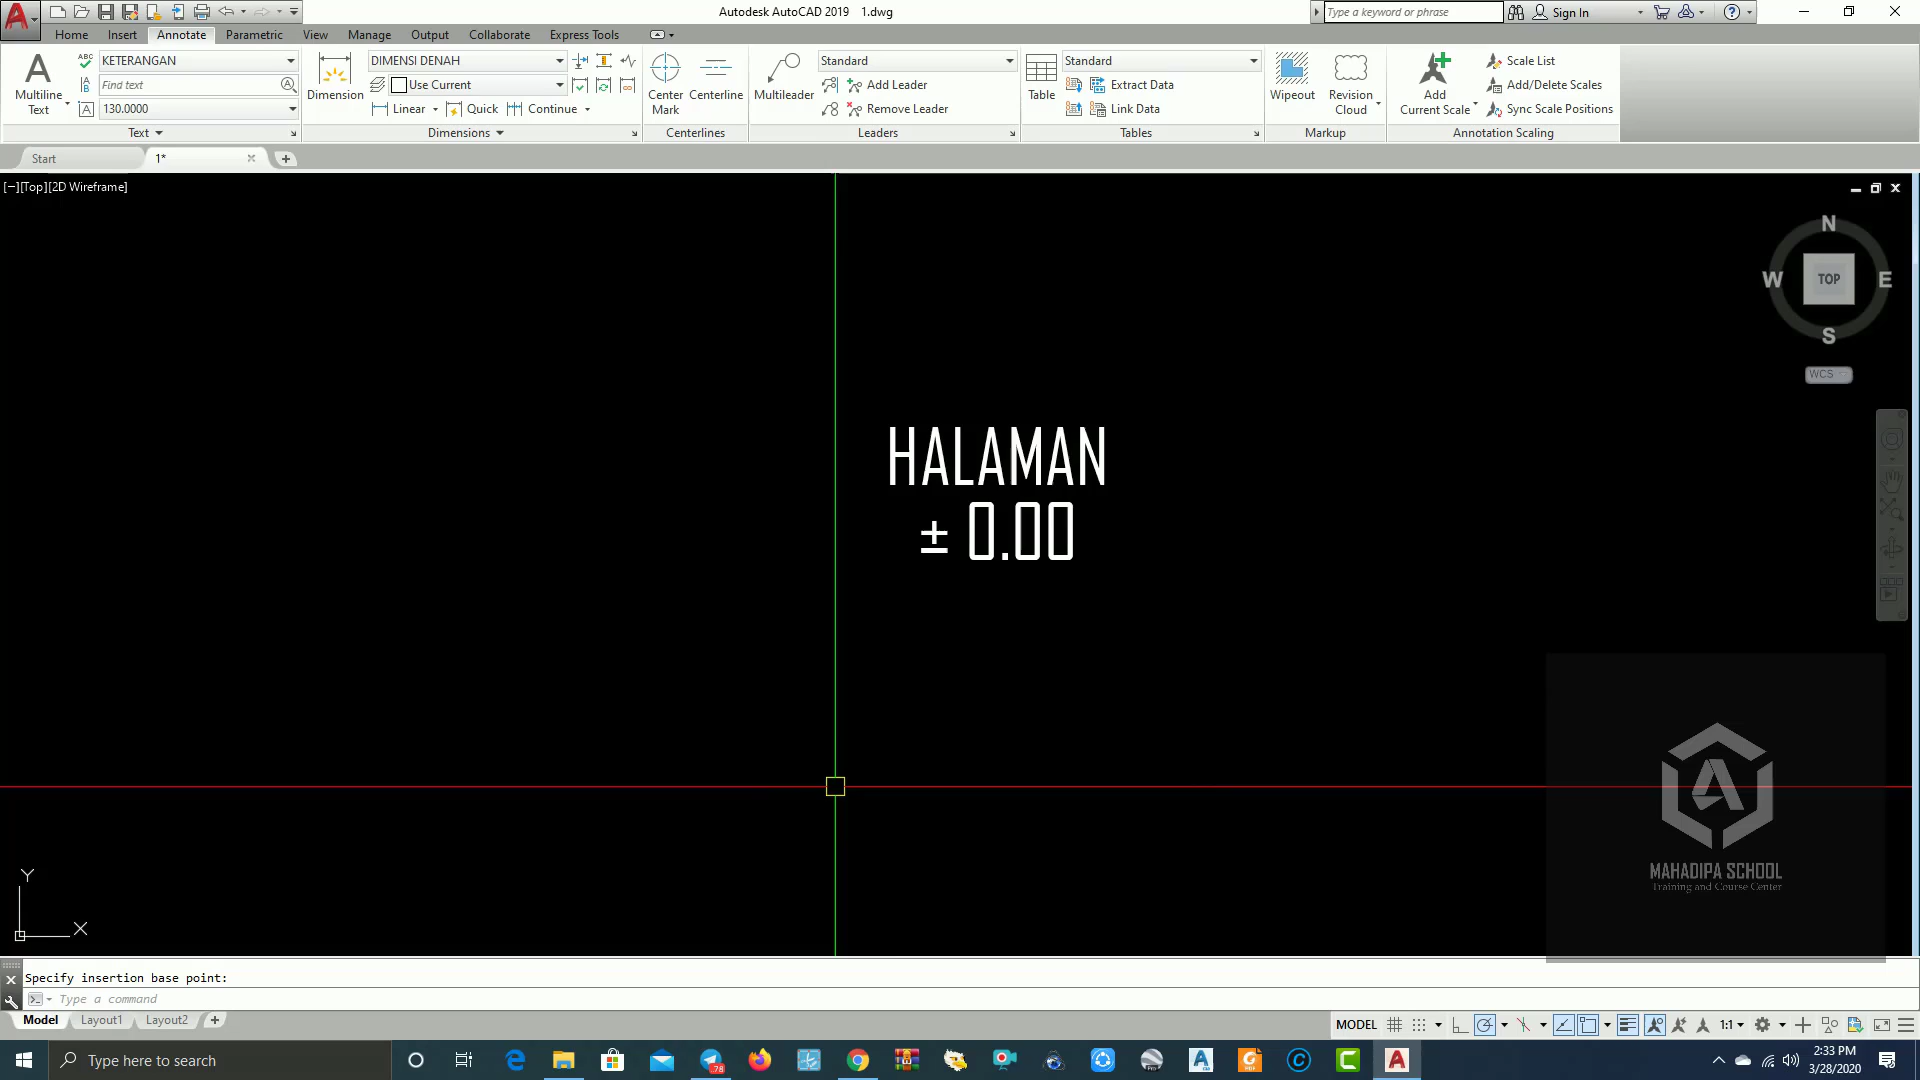 Autodesk AutoCAD 2019 1.dwg
Type a keyword or phrase
Sign In
Home Insert Annotate Parametric View Manage Output Collaborate Express Tools
KETERANGAN
Find text
130.0000
Multiline Text
Text
Dimension
DIMENSI DENAH
Use Current
Linear Quick Continue
Dimensions
Center Mark
Centerline
Centerlines
Multileader
Standard
Add Leader
Remove Leader
Leaders
Table
Standard
Extract Data
Link Data
Tables
Wipeout
Revision Cloud
Markup
Add Current Scale
Scale List
Add/Delete Scales
Sync Scale Positions
Annotation Scaling
Start
1*
[−][Top][2D Wireframe]
N
W TOP E
S
WCS
HALAMAN
± 0.00
MAHADIPA SCHOOL
Training and Course Center
Y
X
Specify insertion base point:
Type a command
Model Layout1 Layout2
MODEL
1:1
Type here to search
78
2:33 PM
3/28/2020